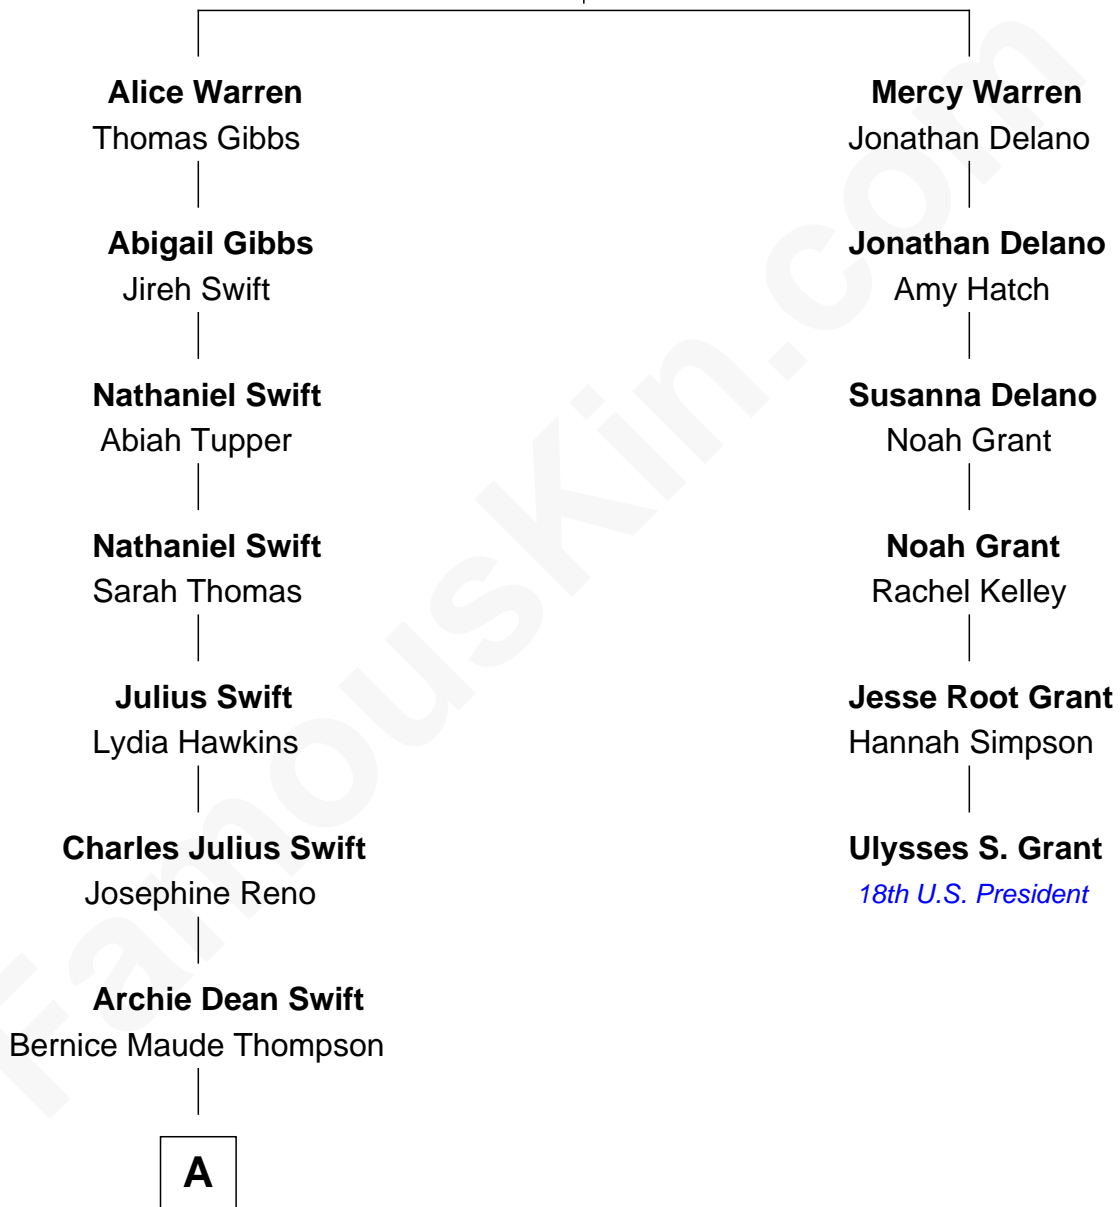 Alice Warren
Thomas Gibbs
Abigail Gibbs
Jireh Swift
Nathaniel Swift
Abiah Tupper
Nathaniel Swift
Sarah Thomas
Julius Swift
Lydia Hawkins
Charles Julius Swift
Josephine Reno
Archie Dean Swift
Bernice Maude Thompson
A
Mercy Warren
Jonathan Delano
Jonathan Delano
Amy Hatch
Susanna Delano
Noah Grant
Noah Grant
Rachel Kelley
Jesse Root Grant
Hannah Simpson
Ulysses S. Grant
18th U.S. President
FamousKin.com